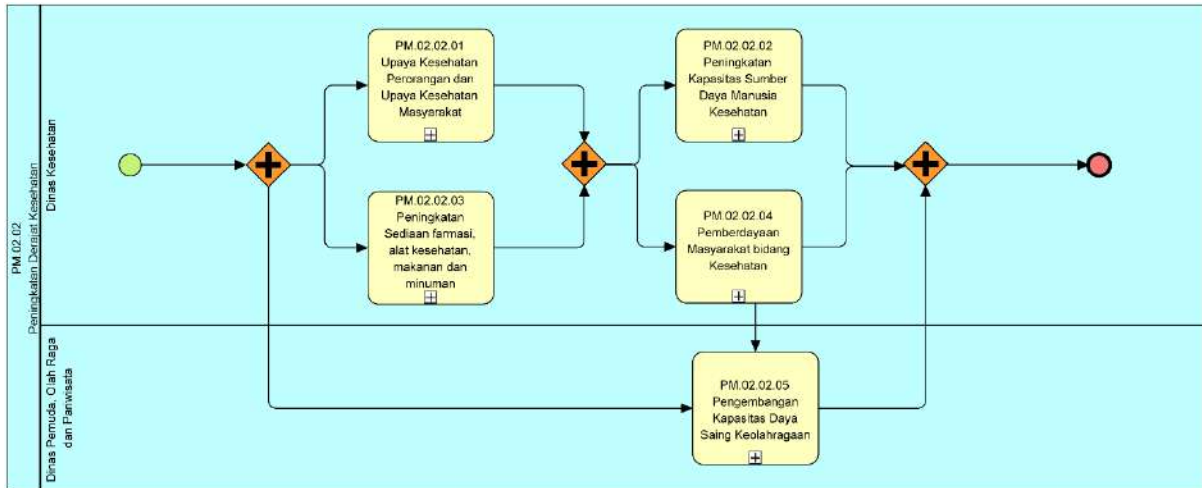 PM.02.02
Peningkatan Derajat Kesehatan
Dinas Kesehatan
PM.02.02.01
Upaya Kesehatan
Perorangan dan
Upaya Kesehatan
Masyarakat
PM.02.02.03
Peningkatan
Sediaan farmasi,
alat kesehatan,
makanan dan
minuman
PM.02.02.02
Peningkatan
Kapasitas Sumber
Daya Manusia
Kesehatan
PM.02.02.04
Pemberdayaan
Masyarakat bidang
Kesehatan
Dinas Pemuda, Olah Raga
dan Pariwisata
PM.02.02.05
Pengembangan
Kapasitas Daya
Saing Keolahragaan